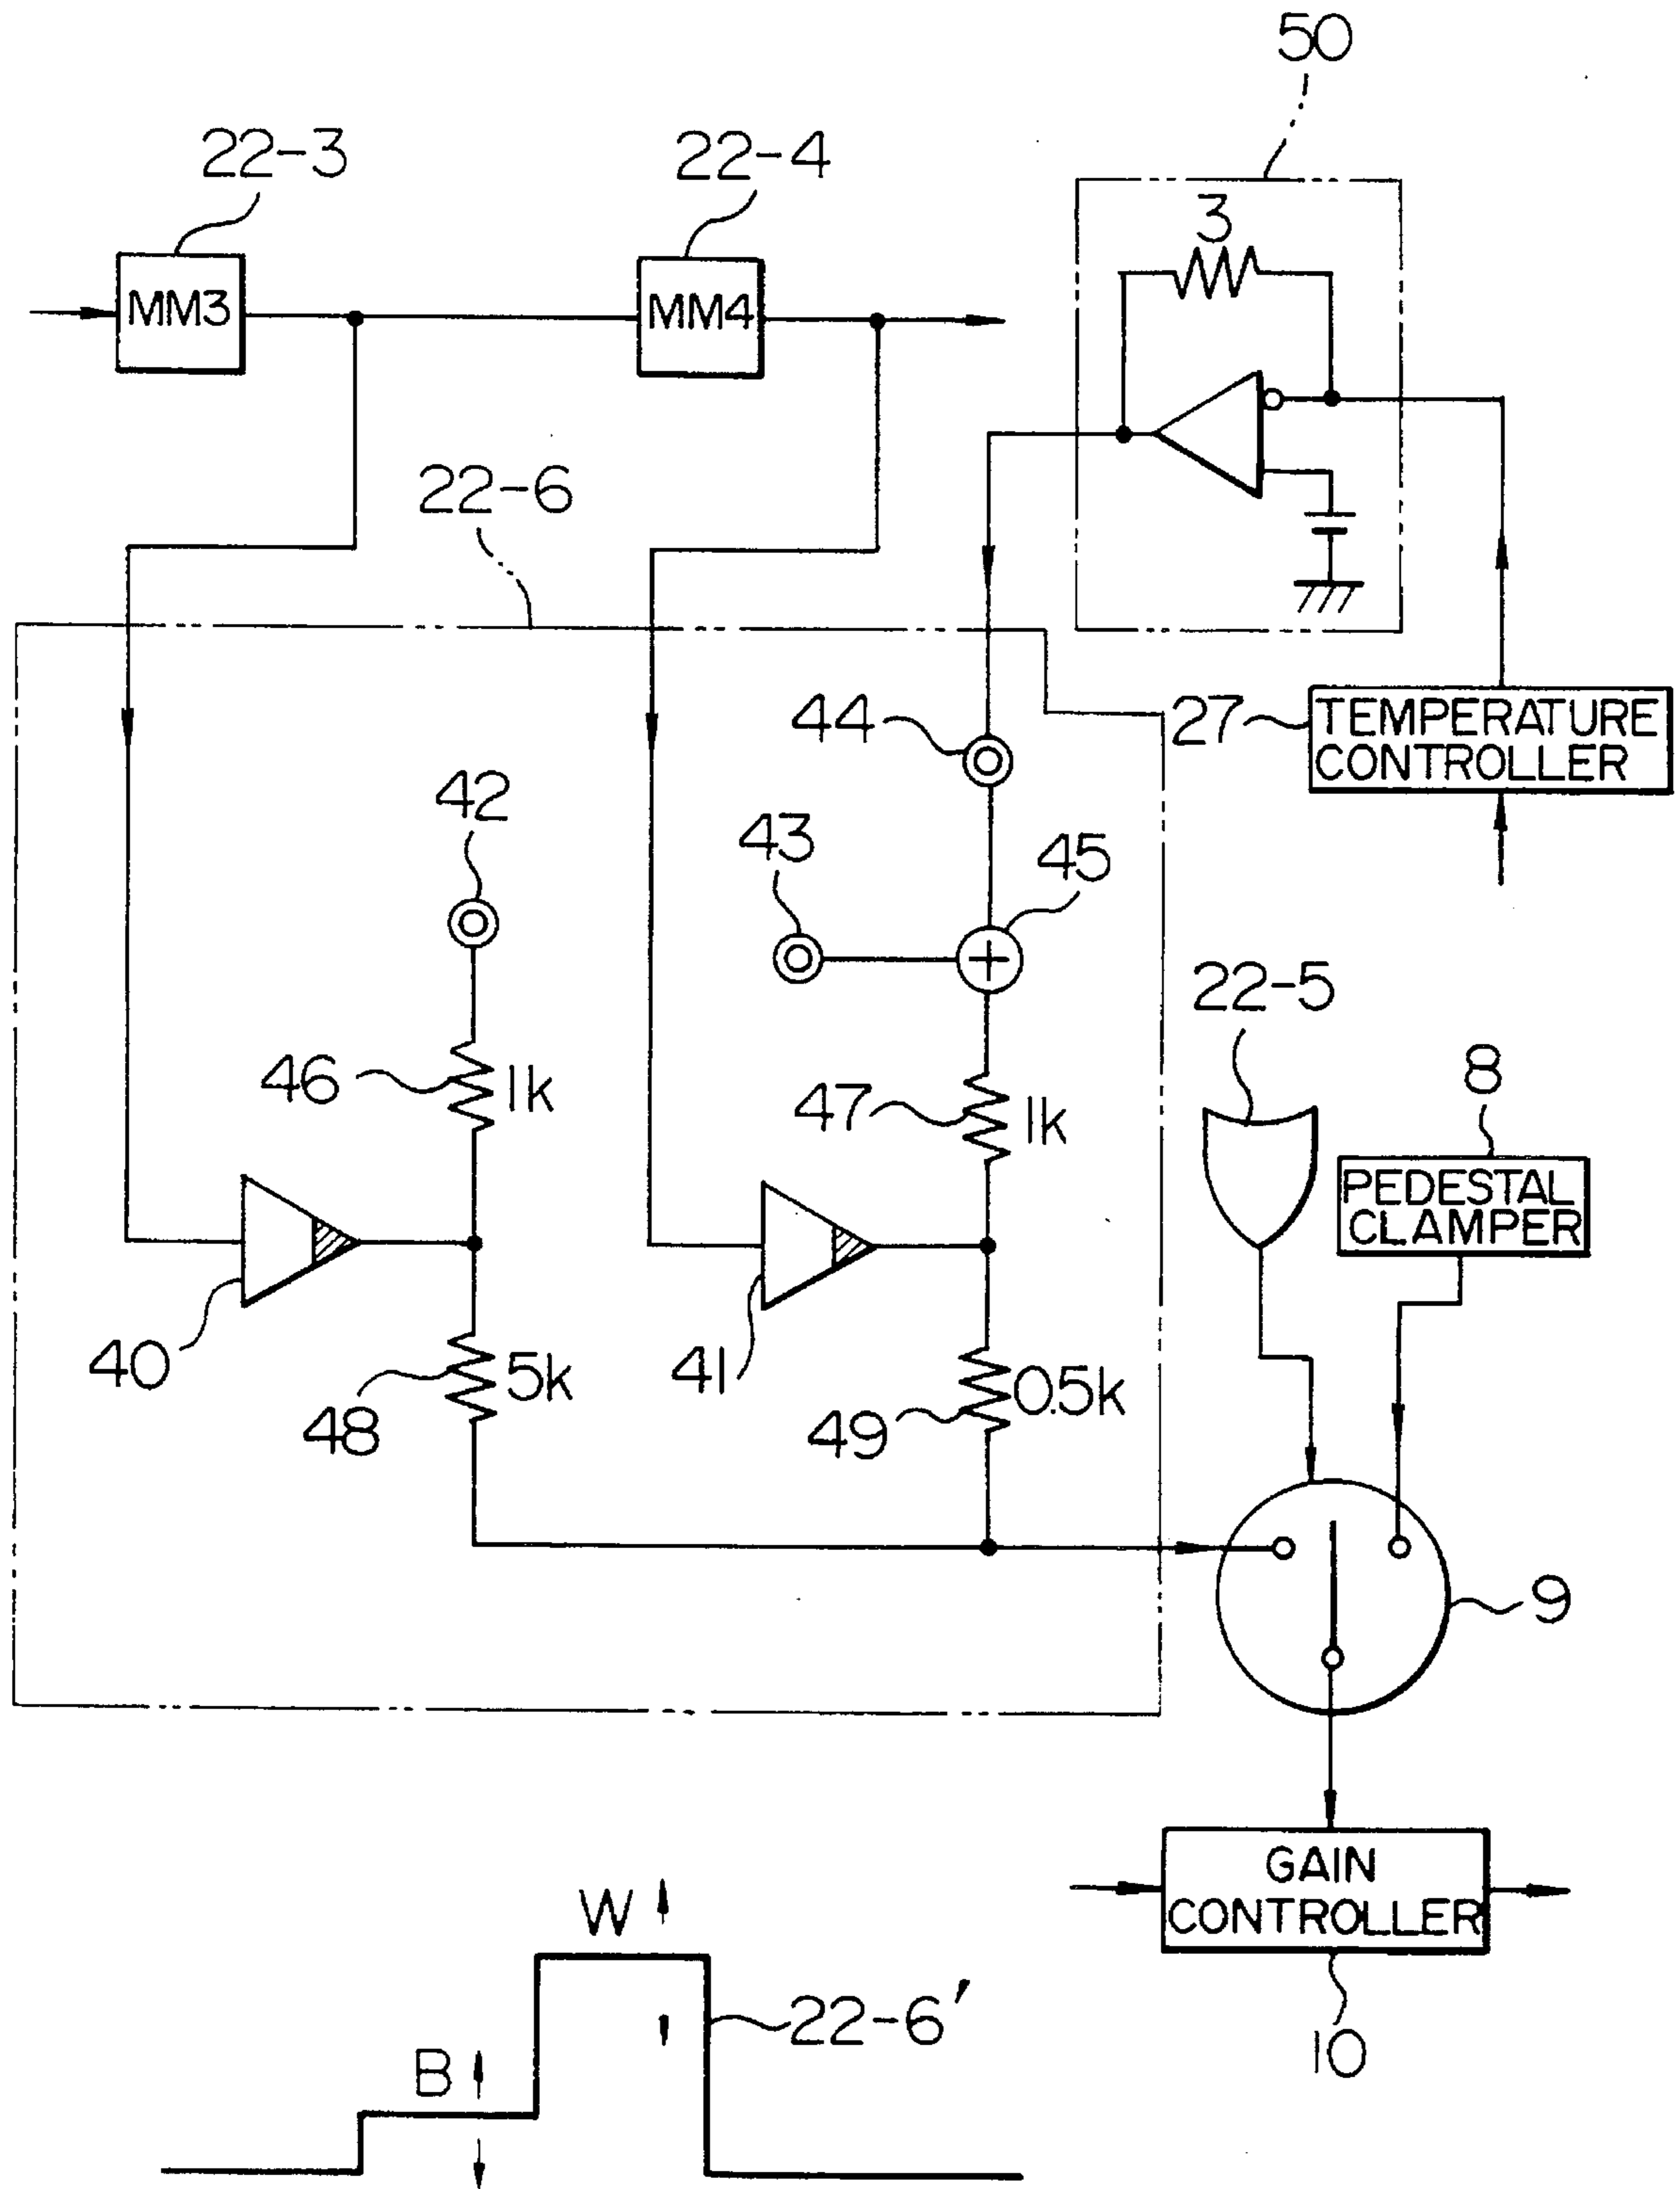 50
22-3
22-4
3
MM3
MM4
22-6
44
27
TEMPERATURE
CONTROLLER
42
43
45
22-5
46
1k
47
1k
8
PEDESTAL
CLAMPER
40
41
48
5k
49
0.5k
9
GAIN
CONTROLLER
W
22-6'
10
B